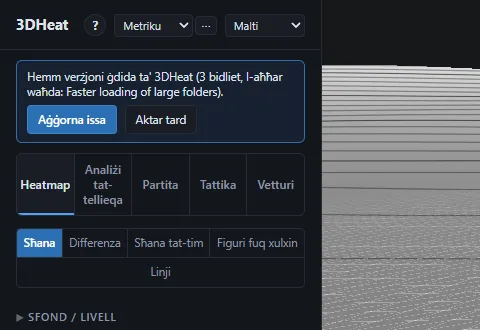 3DHeat ? Metriku ... Malti
Hemm verżjoni ġdida ta' 3DHeat (3 bidliet, l-aħħar
waħda: Faster loading of large folders).
Aġġorna issa Aktar tard
Heatmap Analiżi tat-tellieqa Partita Tattika Vetturi
Sħana Differenza Sħana tat-tim Figuri fuq xulxin
Linji
▶ SFOND / LIVELL